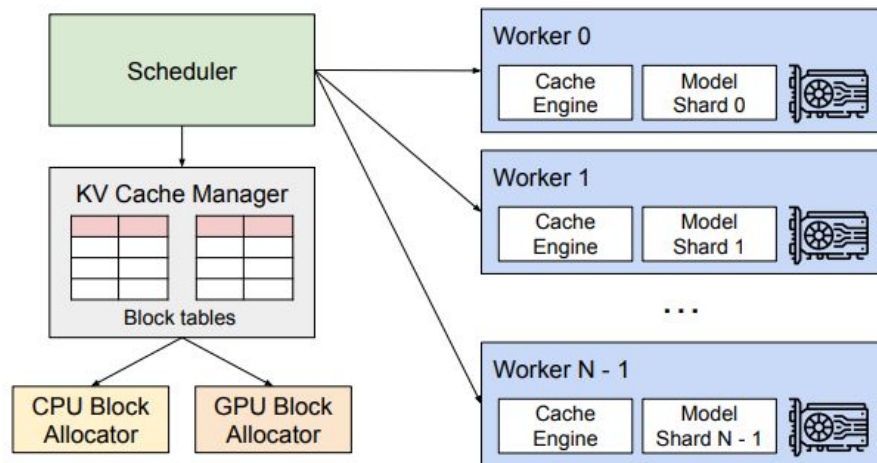 Scheduler
KV Cache Manager
Block tables
CPU Block
Allocator
GPU Block
Allocator
Worker 0
Cache
Engine
Model
Shard 0
Worker 1
Cache
Engine
Model
Shard 1
...
Worker N - 1
Cache
Engine
Model
Shard N - 1